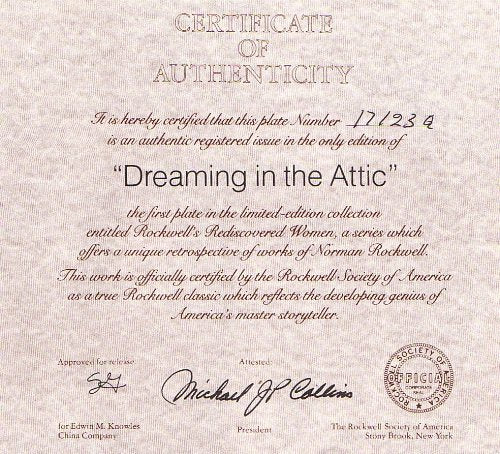 CERTIFICATE
OF
AUTHENTICITY
It is hereby certified that this plate Number 17123 Q
is an authentic registered issue in the only edition of
"Dreaming in the Attic"
the first plate in the limited-edition collection
entitled Rockwell's Rediscovered Women, a series which
offers a unique retrospective of works of Norman Rockwell.
This work is officially certified by the Rockwell Society of America
as a true Rockwell classic which reflects the developing genius of
America's master storyteller.
Approved for release
Attested:
Michael J P Collins
for Edwin M. Knowles
China Company
President
ROCKWELL SOCIETY OF AMERICA
OFFICIAL
CORPORATE
SEAL
The Rockwell Society of America
Stony Brook, New York